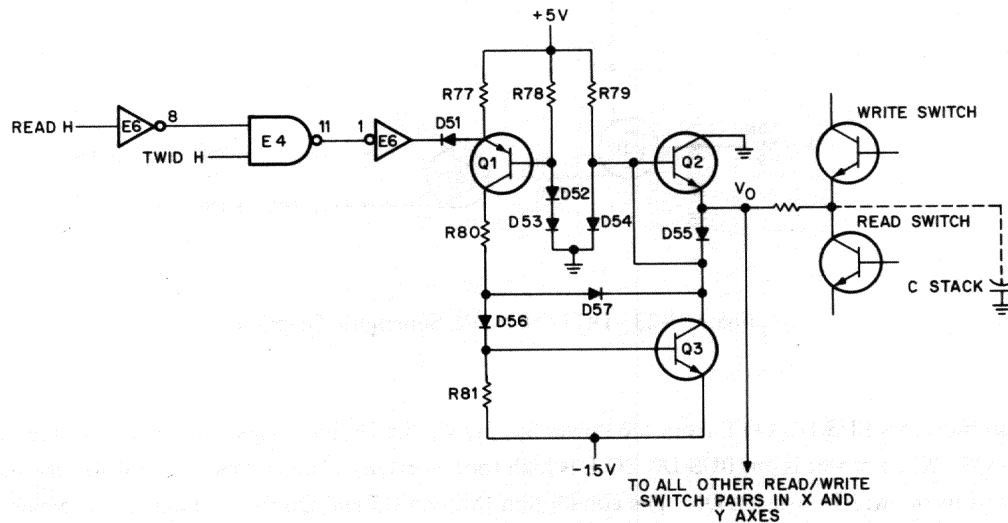 +5V
R77
R78
R79
READ H
E6
8
E4
11
1
E6
D51
TWID H
Q1
Q2
WRITE SWITCH
D52
D53
D54
VO
D55
READ SWITCH
R80
C STACK
D57
D56
Q3
R81
-15V
TO ALL OTHER READ/WRITE
SWITCH PAIRS IN X AND
Y AXES